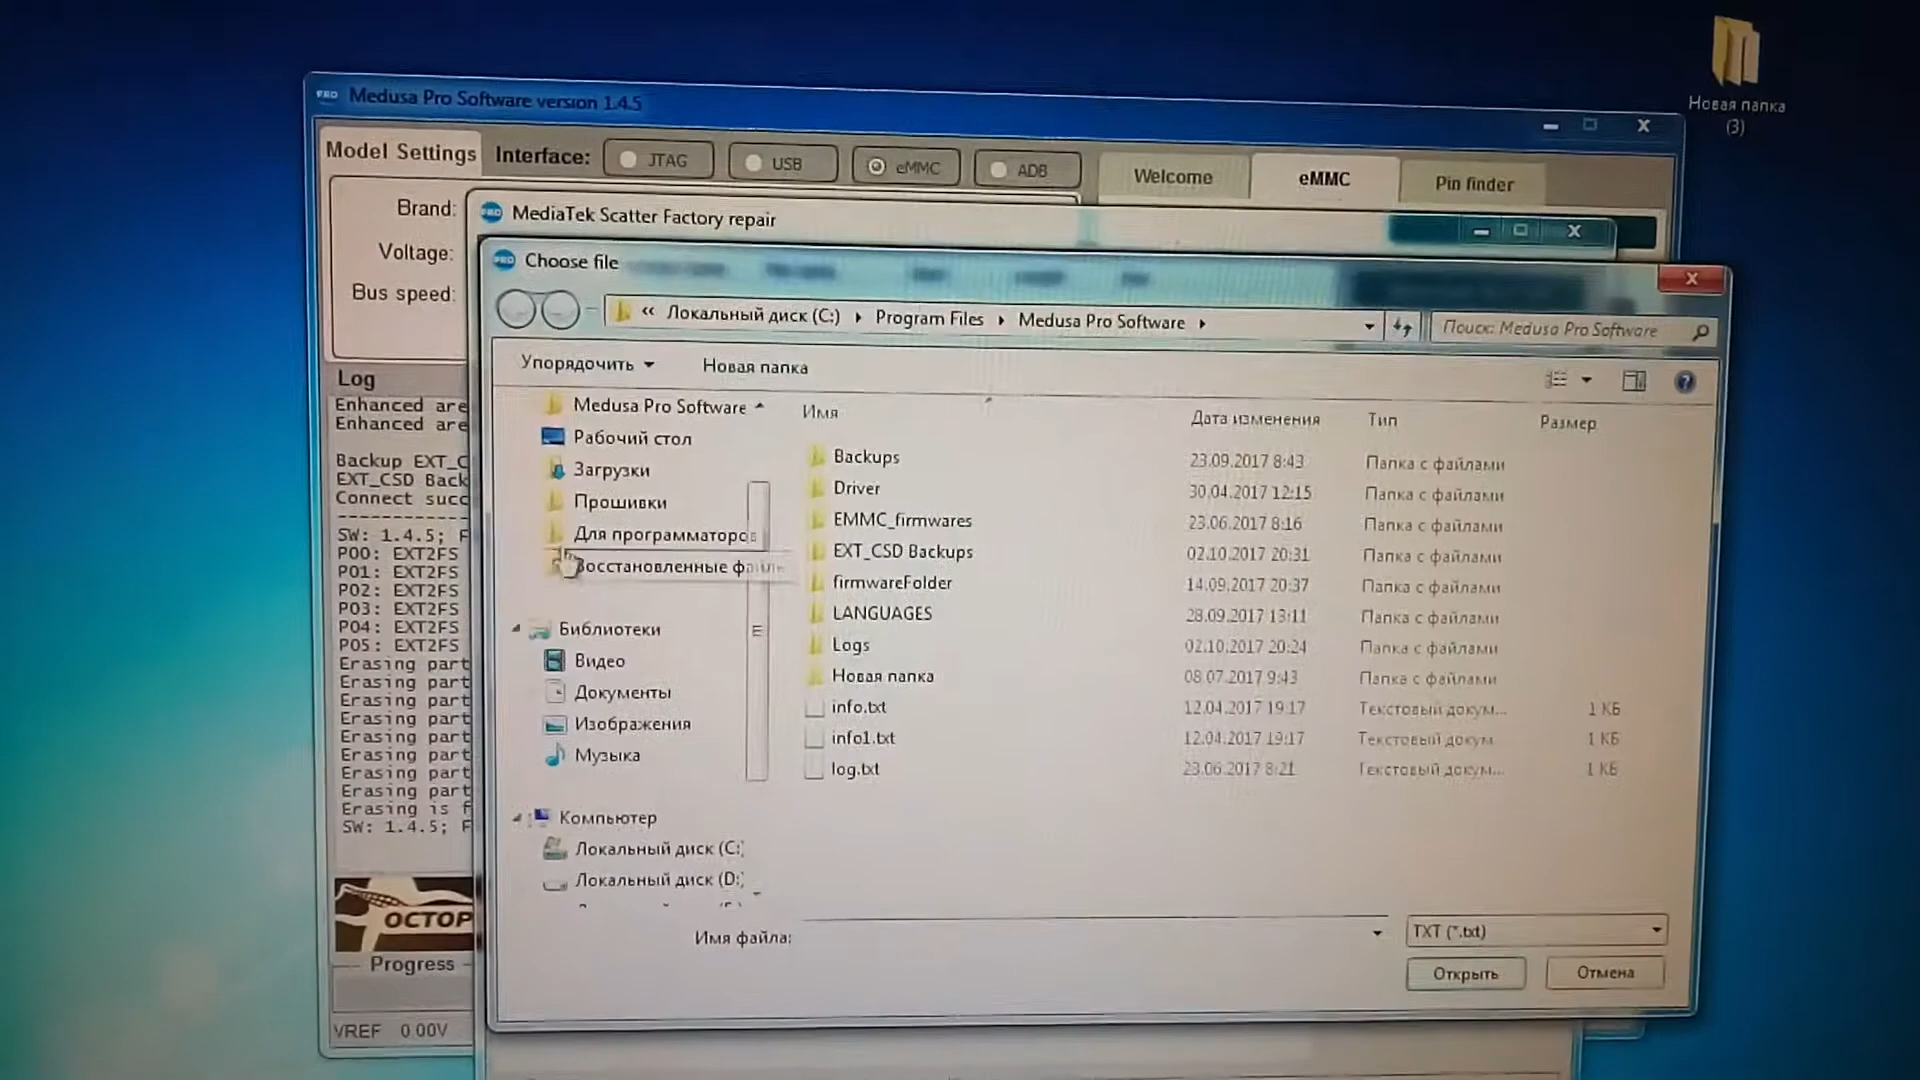 Новая папка
(3)
PRO Medusa Pro Software version 1.4.5
Model Settings
Interface:
JTAG
USB
eMMC
ADB
Welcome
eMMC
Pin finder
Brand:
Voltage:
Bus speed:
PRO MediaTek Scatter Factory repair
PRO Choose file
« Локальный диск (C:) Program Files Medusa Pro Software
Поиск: Medusa Pro Software
Упорядочить
Новая папка
Medusa Pro Software
Рабочий стол
Загрузки
Прошивки
Для программаторов
Восстановленные
Библиотеки
Видео
Документы
Изображения
Музыка
Компьютер
Локальный диск (C:)
Локальный диск (D:)
Имя Дата изменения Тип Размер
Backups 23.09.2017 8:43 Папка с файлами
Driver 30.04.2017 12:15 Папка с файлами
EMMC_firmwares 23.06.2017 8:16 Папка с файлами
EXT_CSD Backups 02.10.2017 20:31 Папка с файлами
firmwareFolder 14.09.2017 20:37 Папка с файлами
LANGUAGES 28.09.2017 13:11 Папка с файлами
Logs 02.10.2017 20:24 Папка с файлами
Новая папка 08.07.2017 9:43 Папка с файлами
info.txt 12.04.2017 19:17 Текстовый докум... 1 КБ
info1.txt 12.04.2017 19:17 Текстовый докум... 1 КБ
log.txt 23.06.2017 8:21 Текстовый докум... 1 КБ
Имя файла:
TXT (*.txt)
Открыть
Отмена
Log
Enhanced are
Enhanced are
Backup EXT_C
EXT_CSD Back
Connect succ
SW: 1.4.5; F
P00: EXT2FS
P01: EXT2FS
P02: EXT2FS
P03: EXT2FS
P04: EXT2FS
P05: EXT2FS
Erasing part
Erasing part
Erasing part
Erasing part
Erasing part
Erasing part
Erasing part
Erasing part
Erasing is f
SW: 1.4.5; F
OCTOP
Progress
VREF 0.00V